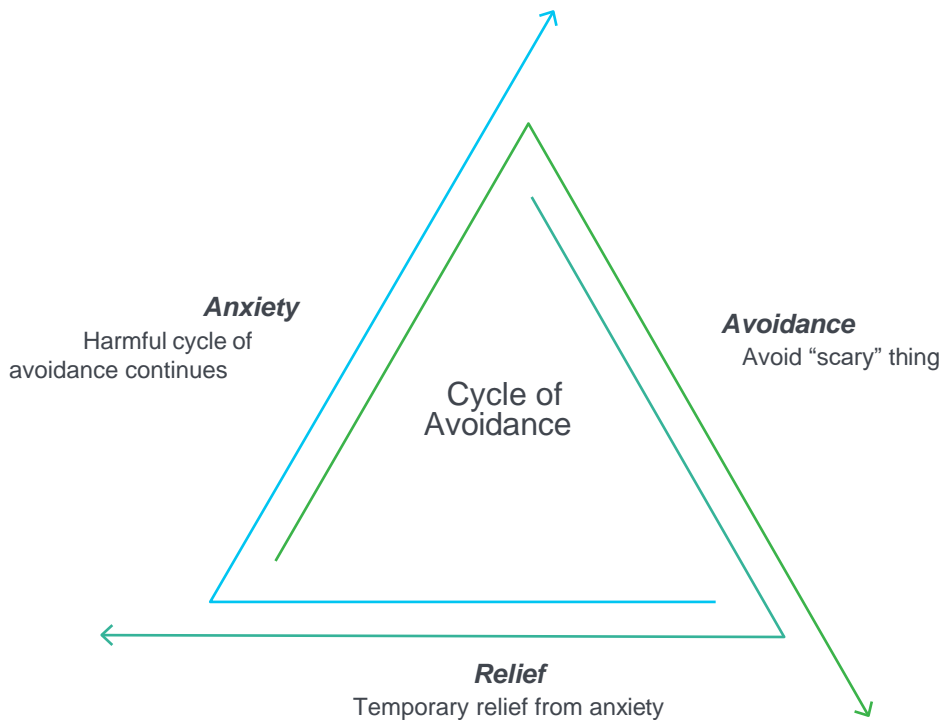 Anxiety
Harmful cycle of
avoidance continues
Avoidance
Avoid “scary” thing
Cycle of
Avoidance
Relief
Temporary relief from anxiety